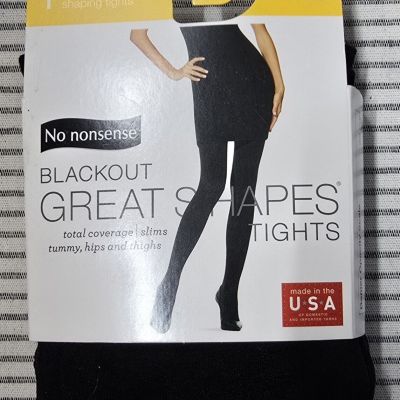 shaping tights
No nonsense
BLACKOUT
GREAT SHAPES®
TIGHTS
total coverage | slims
tummy, hips and thighs
made in the
U★S★A
OF DOMESTIC
AND IMPORTED YARNS